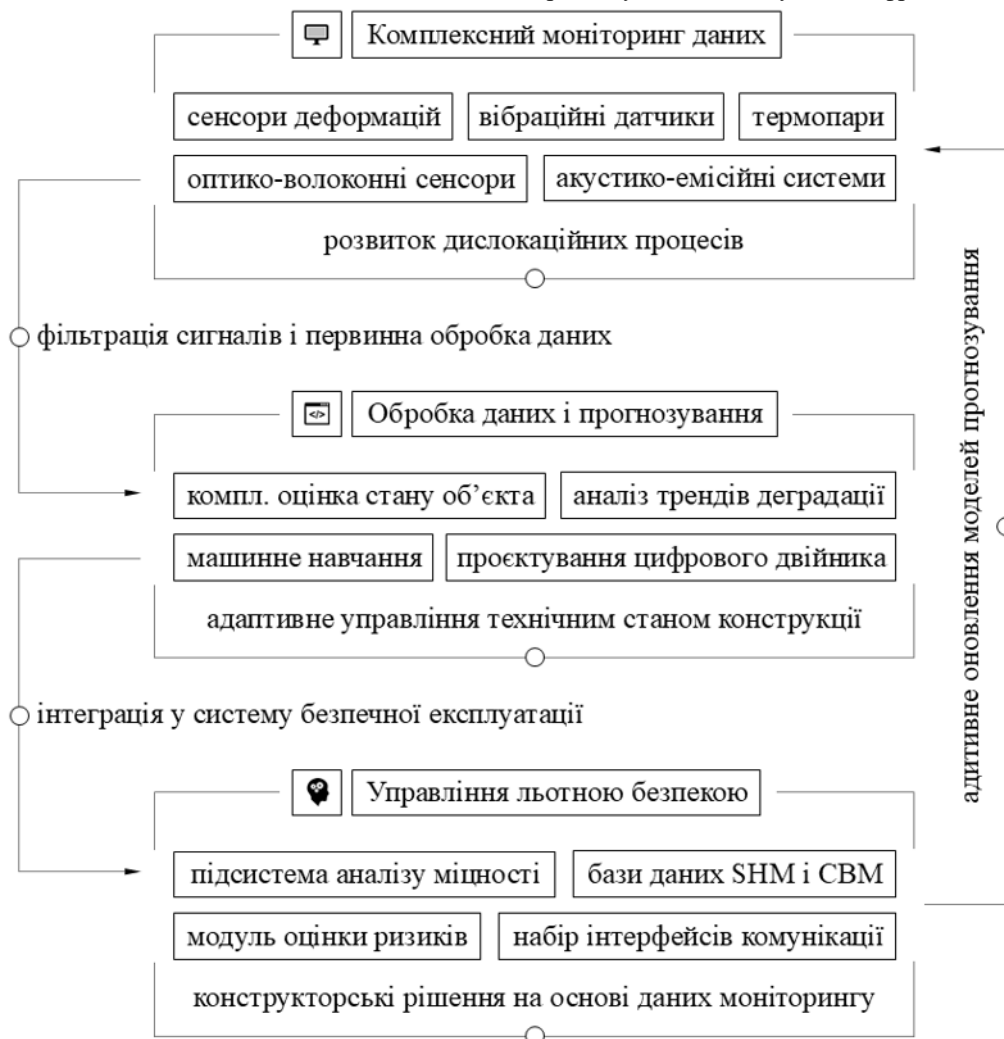 Комплексний моніторинг даних
сенсори деформацій
вібраційні датчики
термопари
оптико-волоконні сенсори
акустико-емісійні системи
розвиток дислокаційних процесів
фільтрація сигналів і первинна обробка даних
Обробка даних і прогнозування
компл. оцінка стану об’єкта
аналіз трендів деградації
машинне навчання
проєктування цифрового двійника
адаптивне управління технічним станом конструкції
інтеграція у систему безпечної експлуатації
Управління льотною безпекою
підсистема аналізу міцності
бази даних SHM і CBM
модуль оцінки ризиків
набір інтерфейсів комунікації
конструкторські рішення на основі даних моніторингу
адитивне оновлення моделей прогнозування